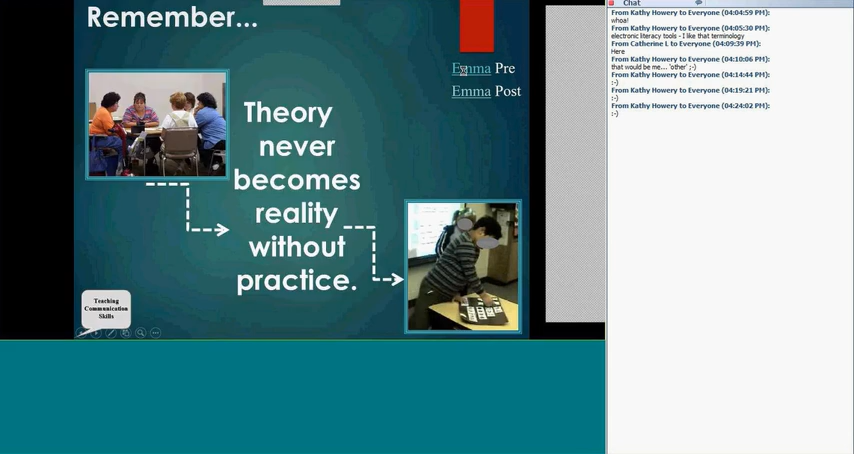 Remember...
Emma Pre
Emma Post
Theory
never
becomes
reality
without
practice.
Teaching
Communication
Skills
Chat
From Kathy Howery to Everyone (04:04:59 PM):
whoa!
From Kathy Howery to Everyone (04:05:30 PM):
electronic literacy tools - I like that terminology
From Catherine L to Everyone (04:09:39 PM):
Here
From Kathy Howery to Everyone (04:10:06 PM):
that would be me... 'other' ;-)
From Kathy Howery to Everyone (04:14:44 PM):
:-)
From Kathy Howery to Everyone (04:19:21 PM):
:-)
From Kathy Howery to Everyone (04:24:02 PM):
:-)